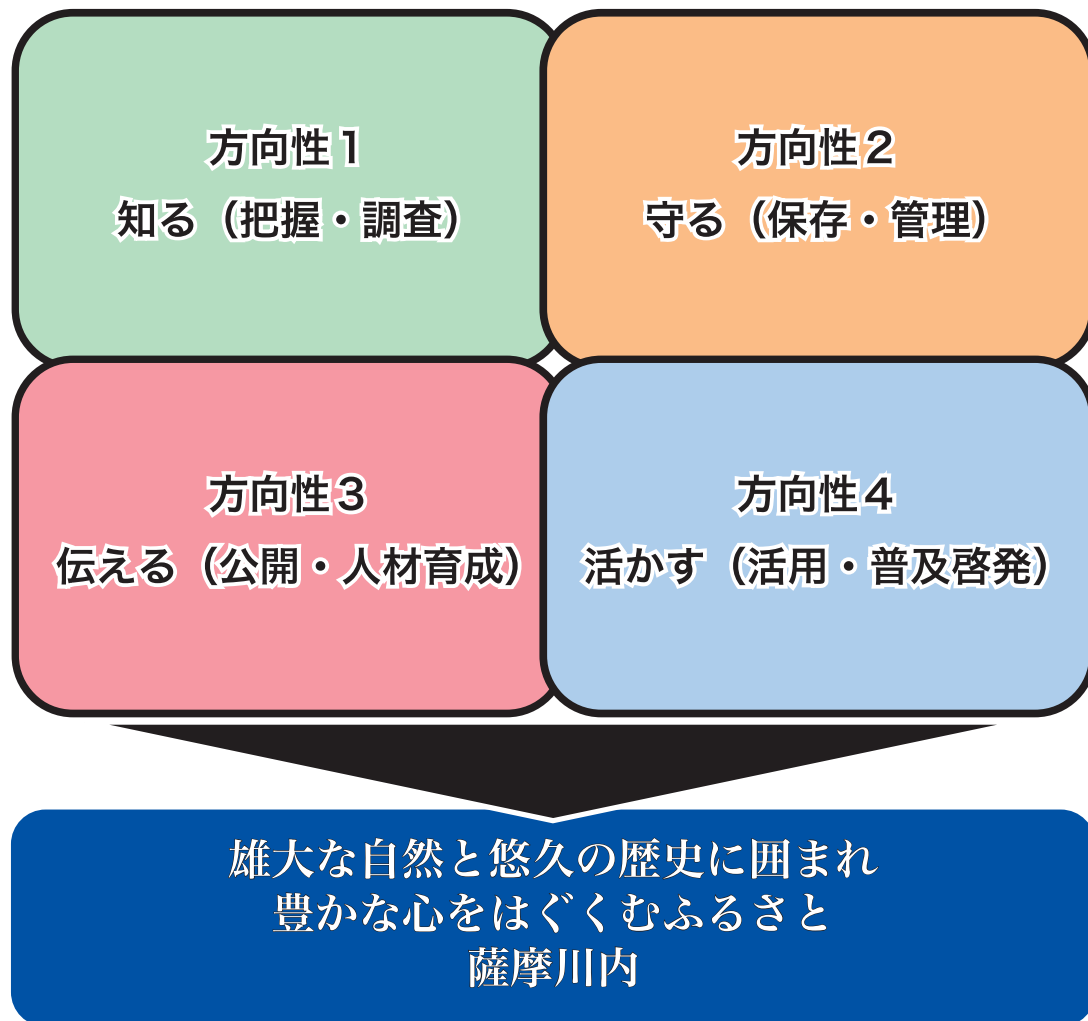 方向性1
知る（把握・調査）
方向性2
守る（保存・管理）
方向性3
伝える（公開・人材育成）
方向性4
活かす（活用・普及啓発）
雄大な自然と悠久の歴史に囲まれ
豊かな心をはぐくむふるさと
薩摩川内